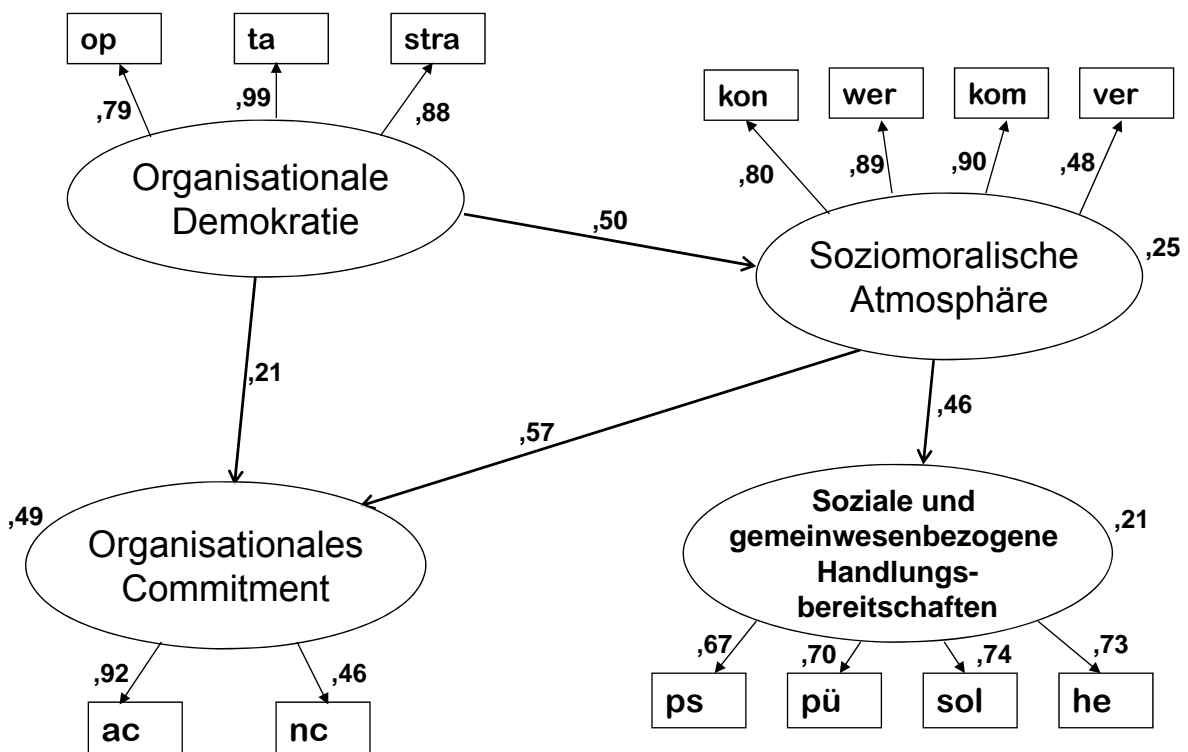 op
ta
stra
,79
,99
,88
kon
wer
kom
ver
,80
,89
,90
,48
Organisationale
Demokratie
,50
Soziomoralische
Atmosphäre
,25
,21
,57
,46
,49
Organisationales
Commitment
Soziale und
gemeinwesenbezogene
Handlungs-
bereitschaften
,21
,92
,46
,67
,70
,74
,73
ac
nc
ps
pü
sol
he